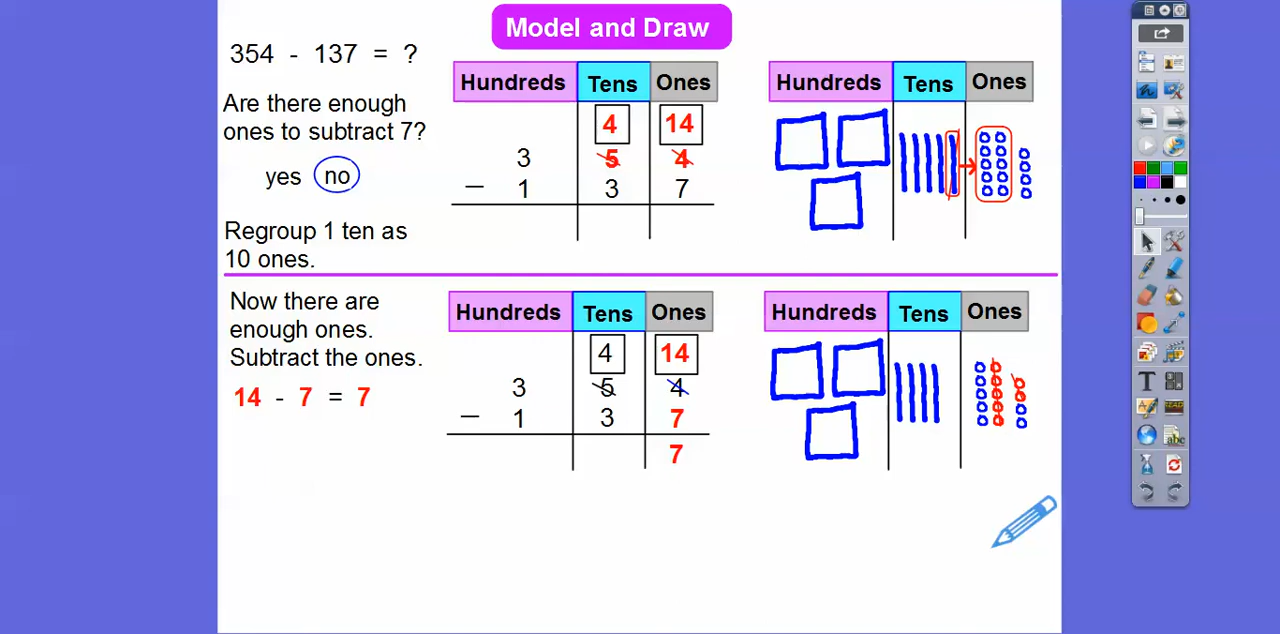 Model and Draw
354 - 137 = ?
Are there enough
ones to subtract 7?
yes no
Regroup 1 ten as
10 ones.
Hundreds Tens Ones
4 14
3 5 4
- 1 3 7
Hundreds Tens Ones
Now there are
enough ones.
Subtract the ones.
14 - 7 = 7
Hundreds Tens Ones
4 14
3 5 4
- 1 3 7
7
Hundreds Tens Ones